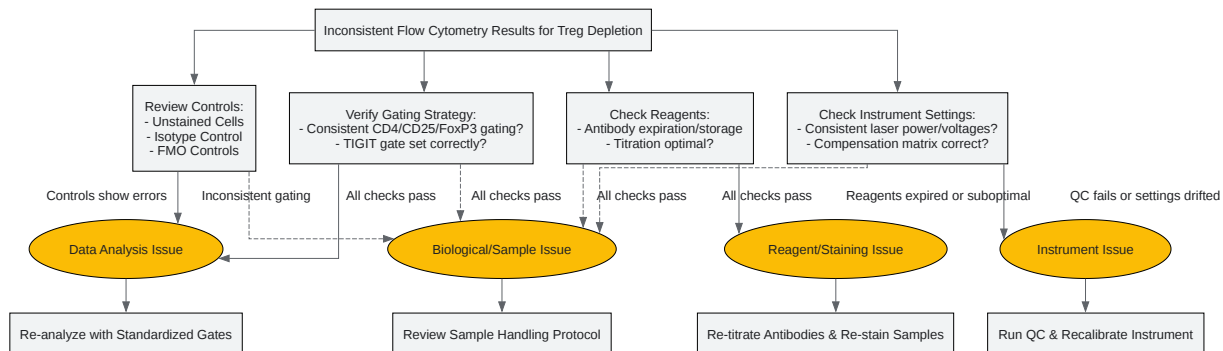 Inconsistent Flow Cytometry Results for Treg Depletion
Review Controls:
- Unstained Cells
- Isotype Control
- FMO Controls
Verify Gating Strategy:
- Consistent CD4/CD25/FoxP3 gating?
- TIGIT gate set correctly?
Check Reagents:
- Antibody expiration/storage
- Titration optimal?
Check Instrument Settings:
- Consistent laser power/voltages?
- Compensation matrix correct?
Controls show errors
Inconsistent gating
All checks pass
All checks pass
All checks pass
All checks pass
Reagents expired or suboptimal
QC fails or settings drifted
Data Analysis Issue
Biological/Sample Issue
Reagent/Staining Issue
Instrument Issue
Re-analyze with Standardized Gates
Review Sample Handling Protocol
Re-titrate Antibodies & Re-stain Samples
Run QC & Recalibrate Instrument